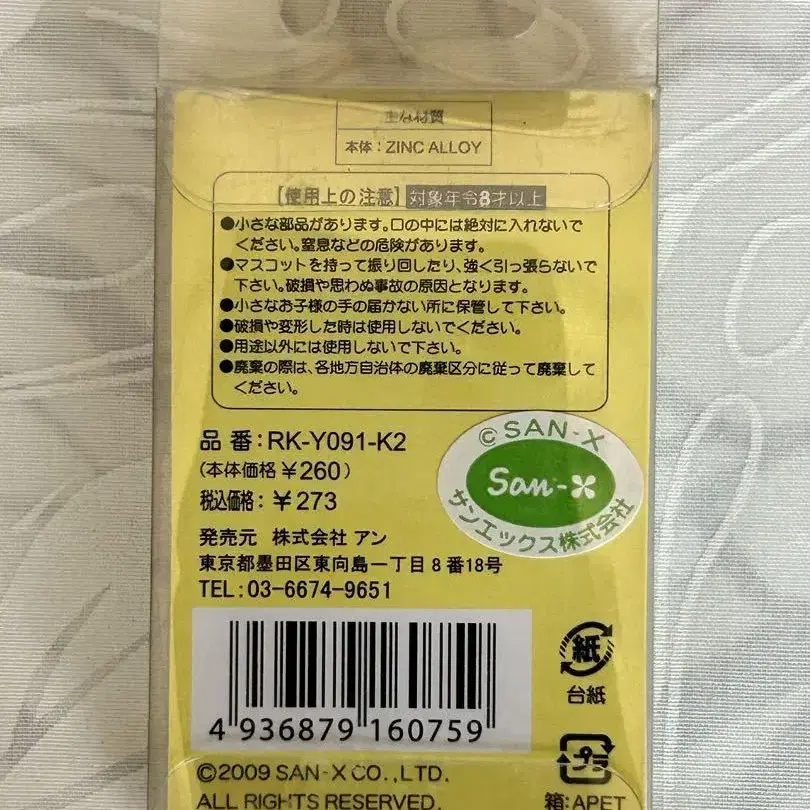 主な材質
本体：ZINC ALLOY
【使用上の注意】 対象年令8才以上
●小さな部品があります。口の中には絶対に入れないで
ください。窒息などの危険があります。
●マスコットを持って振り回したり、強く引っ張らないで
下さい。破損や思わぬ事故の原因となります。
●小さなお子様の手の届かない所に保管して下さい。
●破損や変形した時は使用しないでください。
●用途以外には使用しないで下さい。
●廃棄の際は、各地方自治体の廃棄区分に従って廃棄して
ください。
品 番：RK-Y091-K2
(本体価格￥260)
税込価格：￥273
©SAN-X
San-X
サンエックス株式会社
発売元 株式会社 アン
東京都墨田区東向島一丁目8番18号
TEL：03-6674-9651
4 936879 160759
紙
台紙
プラ
箱：APET
©2009 SAN-X CO., LTD.
ALL RIGHTS RESERVED.